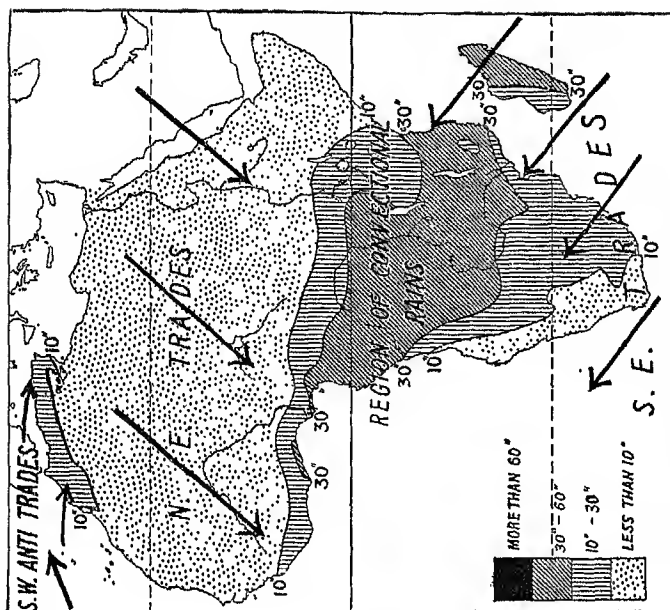 S.W. ANTI TRADES
10"
10"
N. E. TRADES
10"
30"
30"
10"
30"
REGION OF CONVECTIONAL
RAINS
30"
10"
30"
30"
30"
10"
S. E. TRADES
MORE THAN 60"
30" - 60"
10" - 30"
LESS THAN 10"